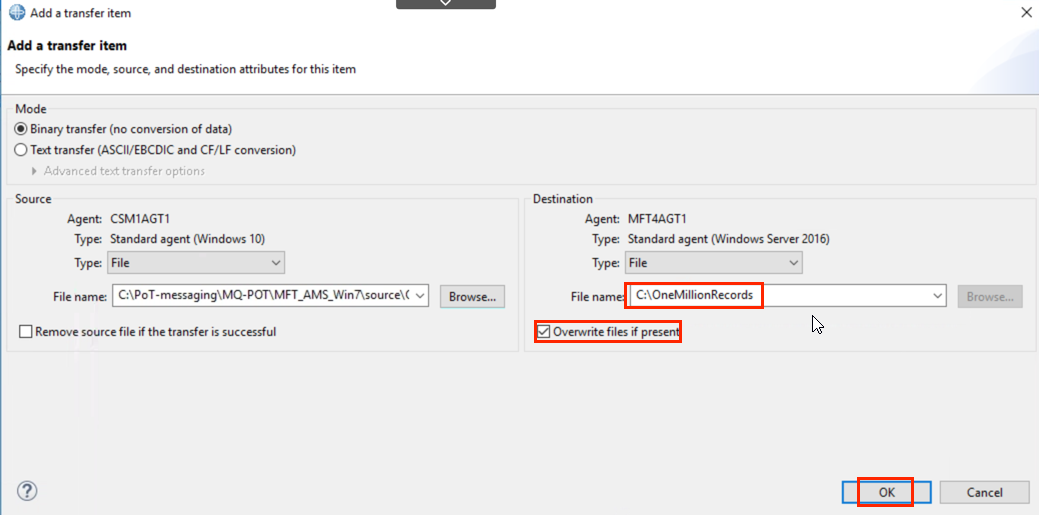 Add a transfer item
Add a transfer item
Specify the mode, source, and destination attributes for this item
Mode
Binary transfer (no conversion of data)
Text transfer (ASCII/EBCDIC and CF/LF conversion)
Advanced text transfer options
Source
Agent: CSM1AGT1
Type: Standard agent (Windows 10)
Type: File
File name: C:\PoT-messaging\MQ-POT\MFT_AMS_Win7\source\ Browse...
Remove source file if the transfer is successful
Destination
Agent: MFT4AGT1
Type: Standard agent (Windows Server 2016)
Type: File
File name: C:\OneMillionRecords Browse...
Overwrite files if present
? OK Cancel